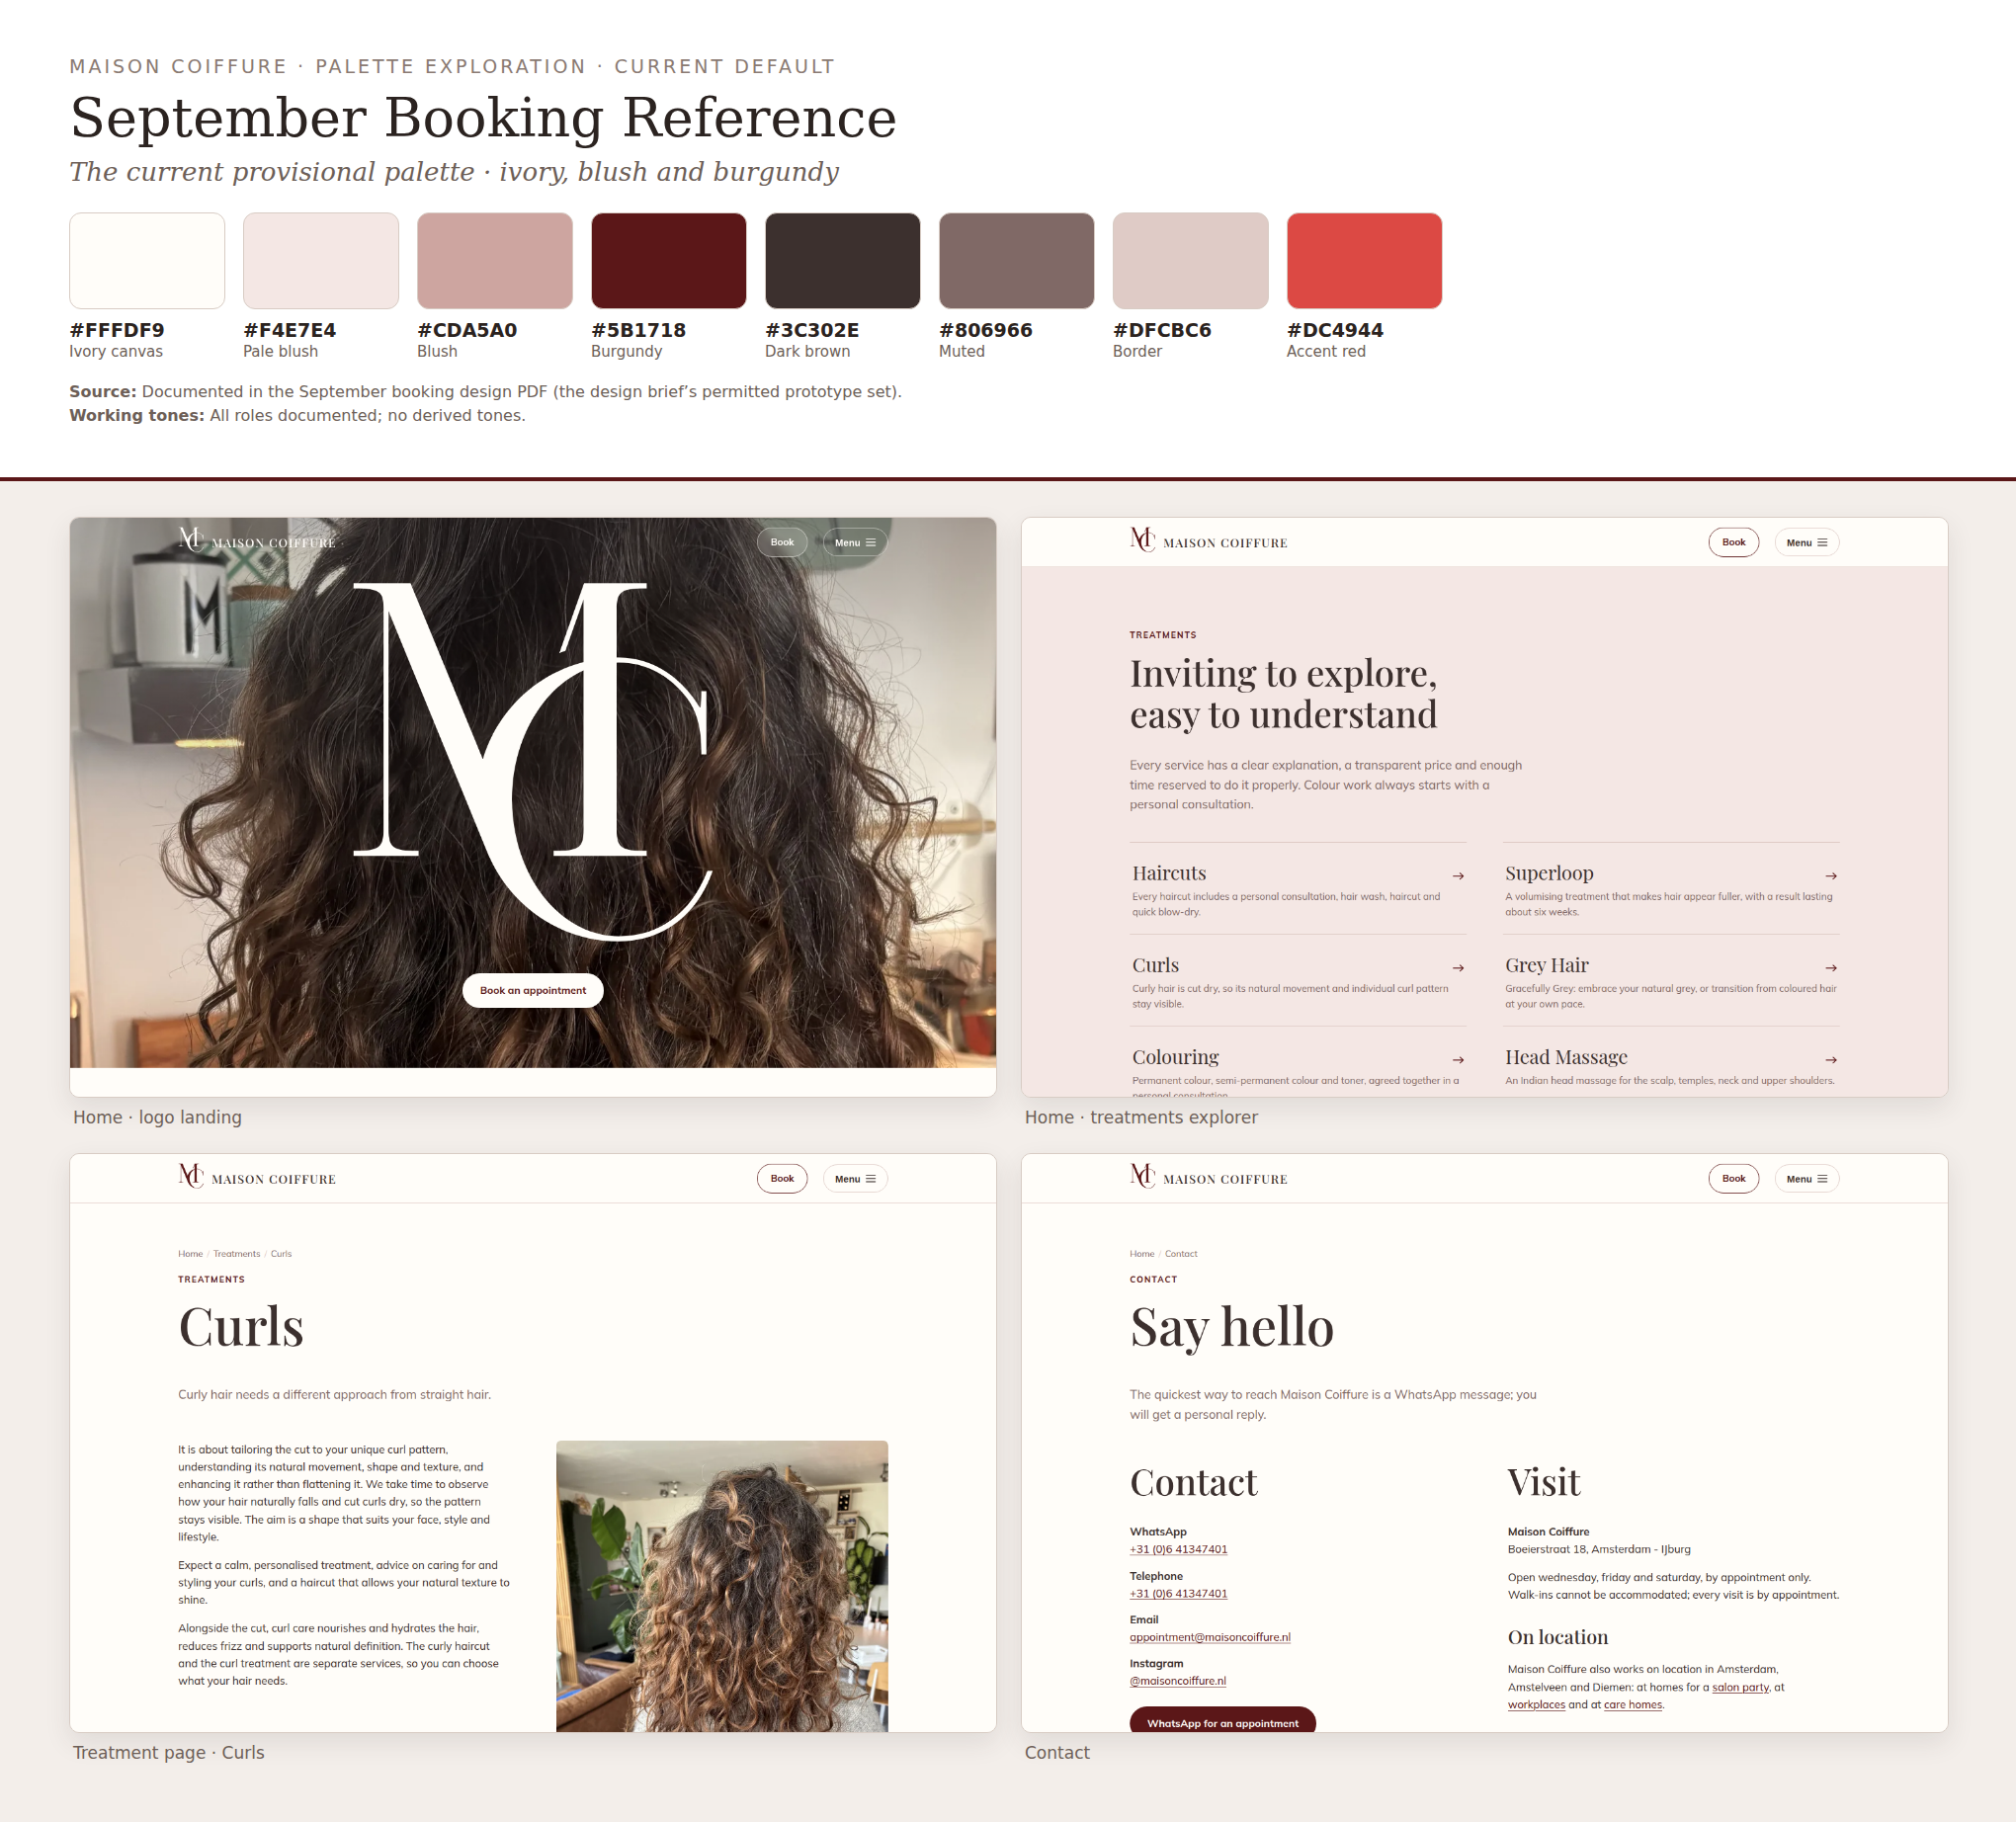 MAISON COIFFURE · PALETTE EXPLORATION · CURRENT DEFAULT
September Booking Reference
The current provisional palette · ivory, blush and burgundy
#FFFDF9
Ivory canvas
#F4E7E4
Pale blush
#CDA5A0
Blush
#5B1718
Burgundy
#3C302E
Dark brown
#806966
Muted
#DFCBC6
Border
#DC4944
Accent red
Source: Documented in the September booking design PDF (the design brief’s permitted prototype set).
Working tones: All roles documented; no derived tones.
MC MAISON COIFFURE
Book
Menu
M
MC
Book an appointment
Home · logo landing
MC MAISON COIFFURE
Book
Menu
TREATMENTS
Inviting to explore,
easy to understand
Every service has a clear explanation, a transparent price and enough
time reserved to do it properly. Colour work always starts with a
personal consultation.
Haircuts →
Every haircut includes a personal consultation, hair wash, haircut and
quick blow-dry.
Superloop →
A volumising treatment that makes hair appear fuller, with a result lasting
about six weeks.
Curls →
Curly hair is cut dry, so its natural movement and individual curl pattern
stay visible.
Grey Hair →
Gracefully Grey: embrace your natural grey, or transition from coloured hair
at your own pace.
Colouring →
Permanent colour, semi-permanent colour and toner, agreed together in a
personal consultation.
Head Massage →
An Indian head massage for the scalp, temples, neck and upper shoulders.
Home · treatments explorer
MC MAISON COIFFURE
Book
Menu
Home / Treatments / Curls
TREATMENTS
Curls
Curly hair needs a different approach from straight hair.
It is about tailoring the cut to your unique curl pattern,
understanding its natural movement, shape and texture, and
enhancing it rather than flattening it. We take time to observe
how your hair naturally falls and cut curls dry, so the pattern
stays visible. The aim is a shape that suits your face, style and
lifestyle.
Expect a calm, personalised treatment, advice on caring for and
styling your curls, and a haircut that allows your natural texture to
shine.
Alongside the cut, curl care nourishes and hydrates the hair,
reduces frizz and supports natural definition. The curly haircut
and the curl treatment are separate services, so you can choose
what your hair needs.
Treatment page · Curls
MC MAISON COIFFURE
Book
Menu
Home / Contact
CONTACT
Say hello
The quickest way to reach Maison Coiffure is a WhatsApp message; you
will get a personal reply.
Contact
WhatsApp
+31 (0)6 41347401
Telephone
+31 (0)6 41347401
Email
appointment@maisoncoiffure.nl
Instagram
@maisoncoiffure.nl
WhatsApp for an appointment
Visit
Maison Coiffure
Boeierstraat 18, Amsterdam - IJburg
Open wednesday, friday and saturday, by appointment only.
Walk-ins cannot be accommodated; every visit is by appointment.
On location
Maison Coiffure also works on location in Amsterdam,
Amstelveen and Diemen: at homes for a salon party, at
workplaces and at care homes.
Contact